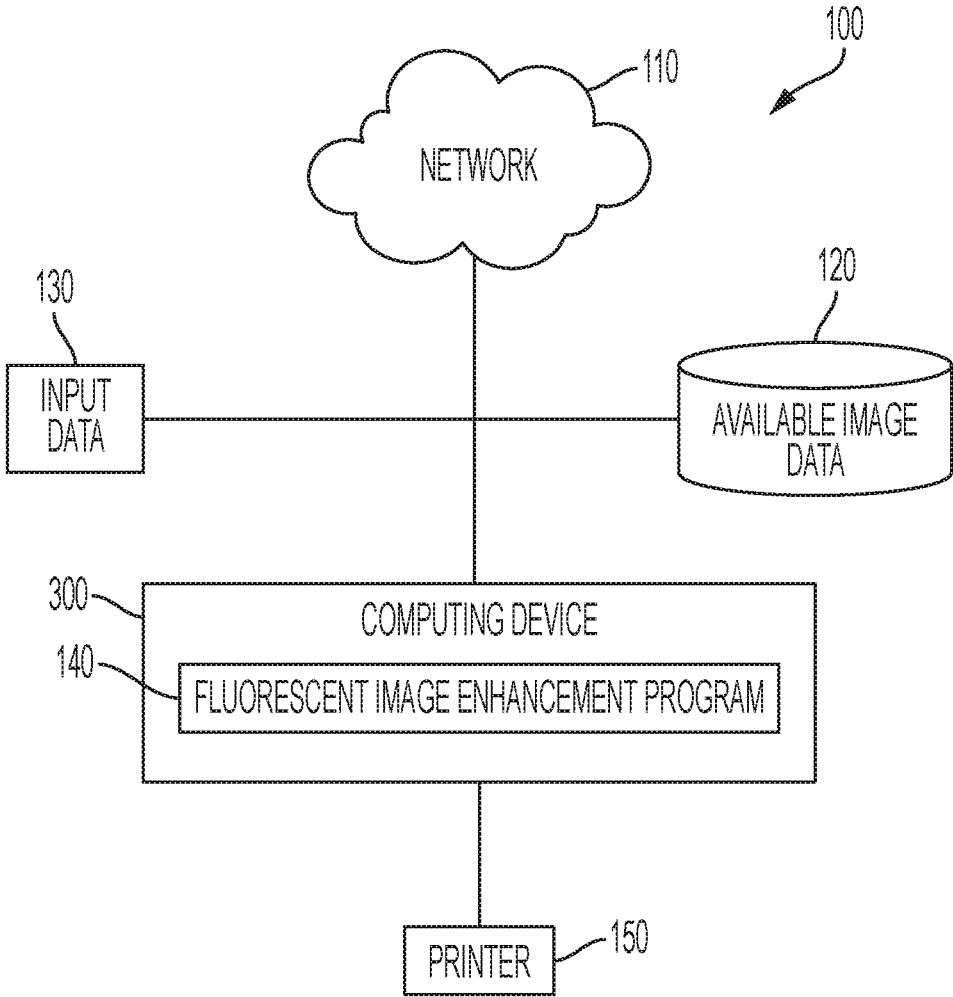 100
110
NETWORK
130
120
INPUT
DATA
AVAILABLE IMAGE
DATA
300
COMPUTING DEVICE
140
FLUORESCENT IMAGE ENHANCEMENT PROGRAM
150
PRINTER